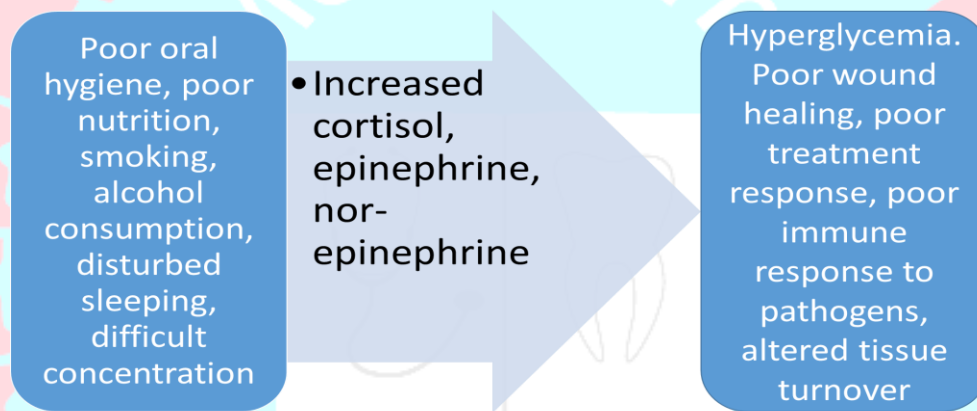 Poor oral
hygiene, poor
nutrition,
smoking,
alcohol
consumption,
disturbed
sleeping,
difficult
concentration
•Increased
cortisol,
epinephrine,
nor-
epinephrine
Hyperglycemia.
Poor wound
healing, poor
treatment
response, poor
immune
response to
pathogens,
altered tissue
turnover